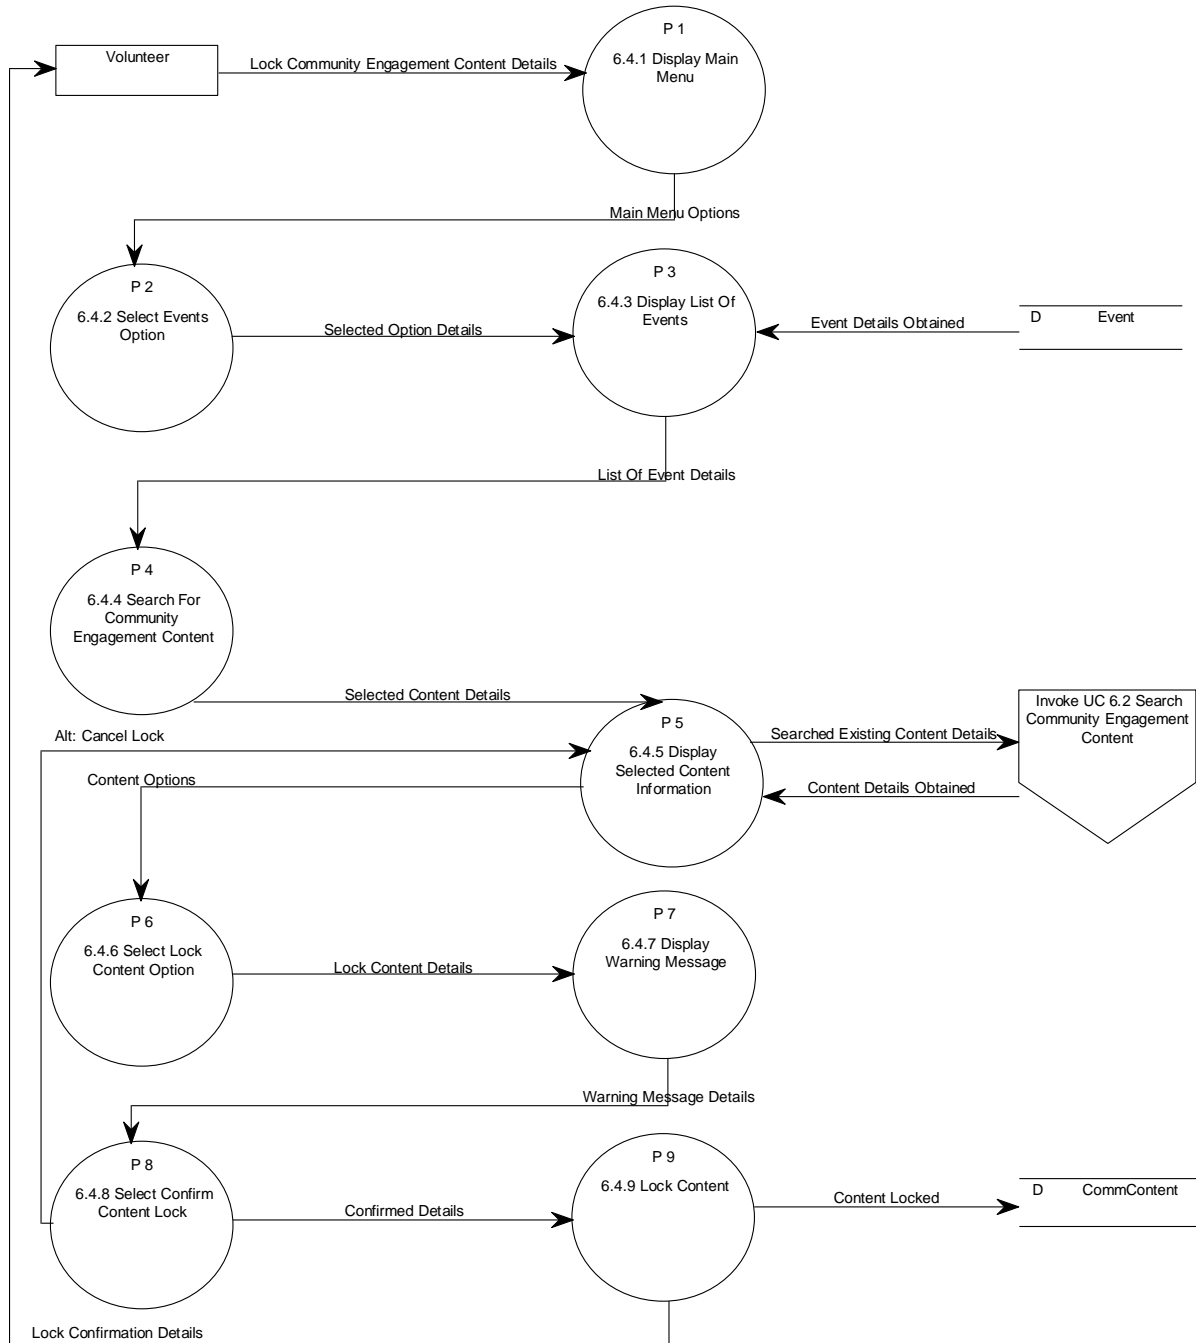 P 1
Volunteer
Lock Community Engagement Content Details
6.4.1 Display Main
Menu
Main Menu Options
P 2
6.4.2 Select Events
Option
Selected Option Details
P 3
6.4.3 Display List Of
Events
Event Details Obtained
D Event
List Of Event Details
P 4
6.4.4 Search For
Community
Engagement Content
Selected Content Details
Alt: Cancel Lock
P 5
6.4.5 Display
Selected Content
Information
Searched Existing Content Details
Invoke UC 6.2 Search
Community Engagement
Content
Content Options
Content Details Obtained
P 6
6.4.6 Select Lock
Content Option
Lock Content Details
P 7
6.4.7 Display
Warning Message
Warning Message Details
P 8
6.4.8 Select Confirm
Content Lock
Confirmed Details
P 9
6.4.9 Lock Content
Content Locked
D CommContent
Lock Confirmation Details